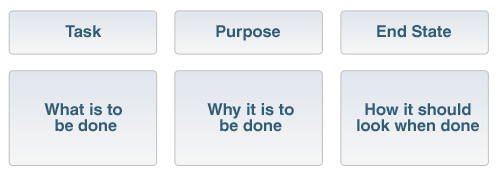 Task
Purpose
End State
What is to
be done
Why it is to
be done
How it should
look when done